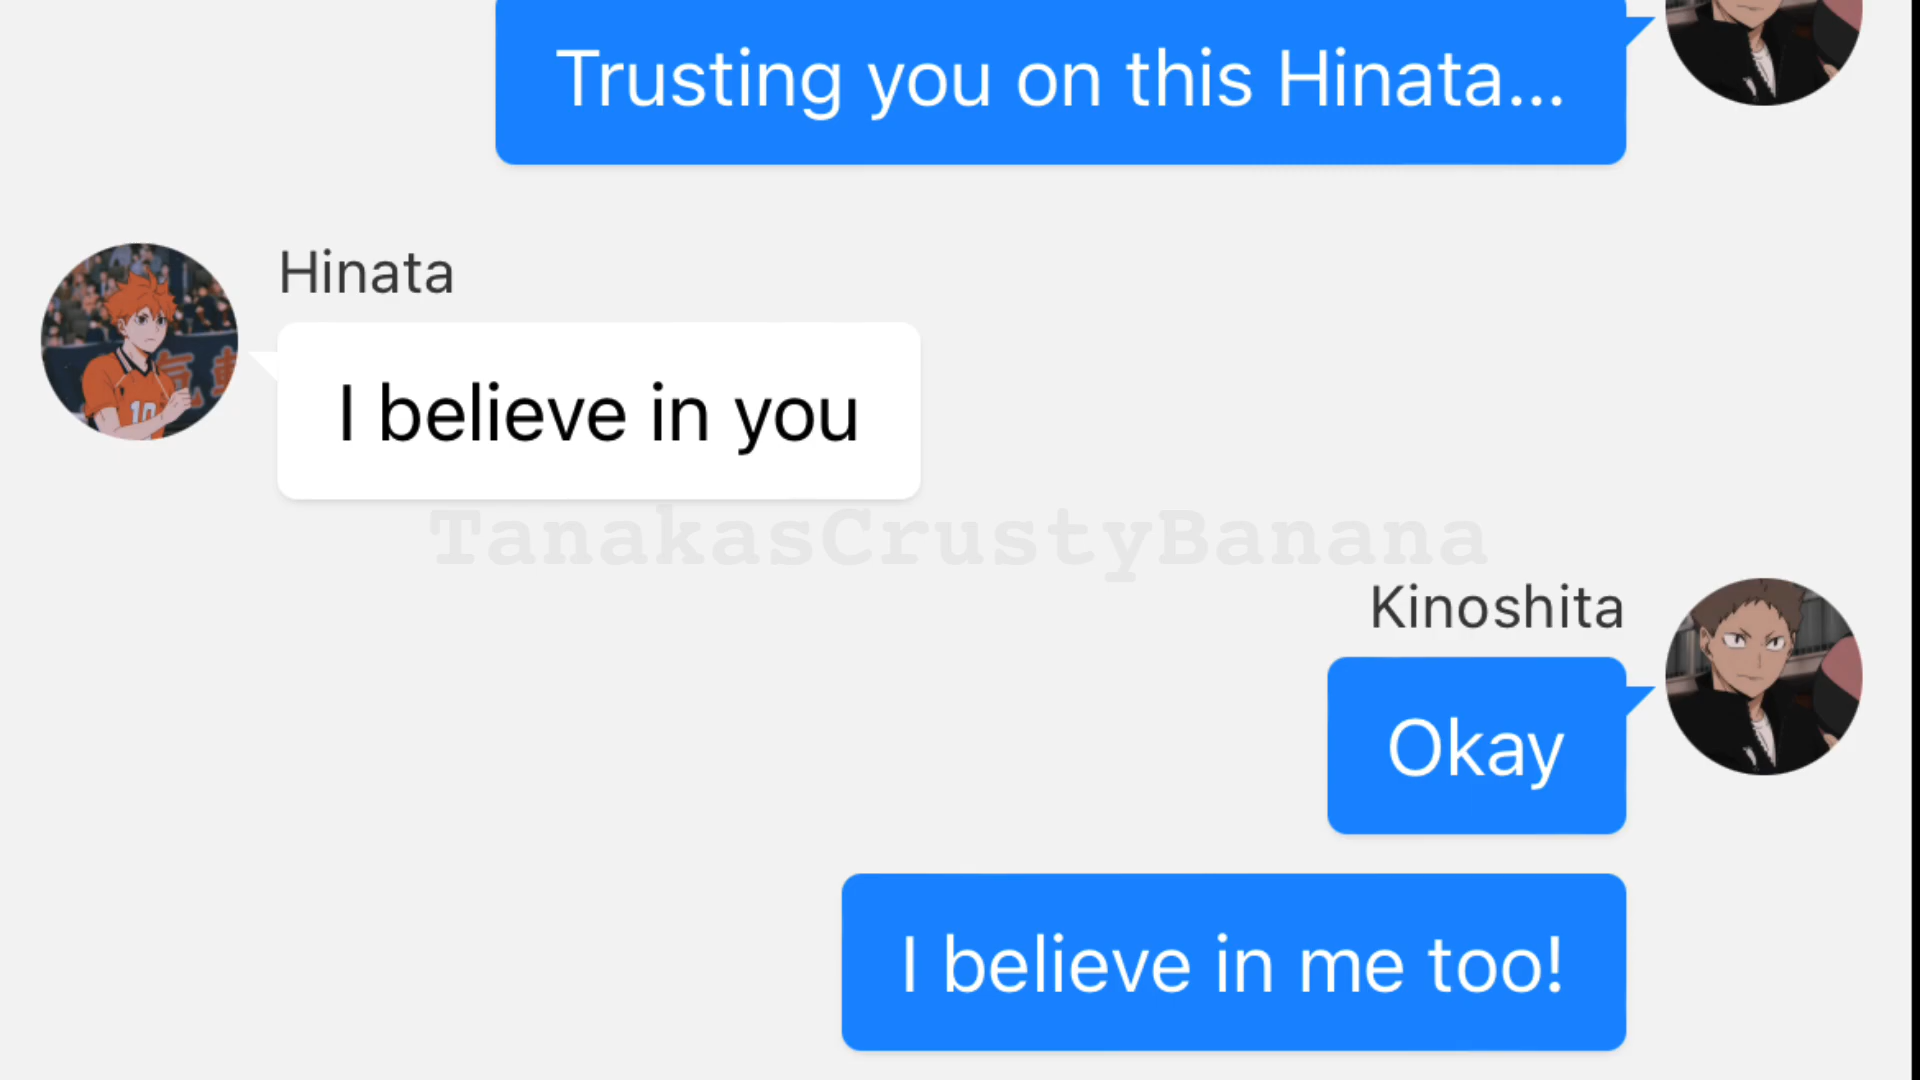 Trusting you on this Hinata...
Hinata
I believe in you
TanakasCrustyBanana
Kinoshita
Okay
I believe in me too!